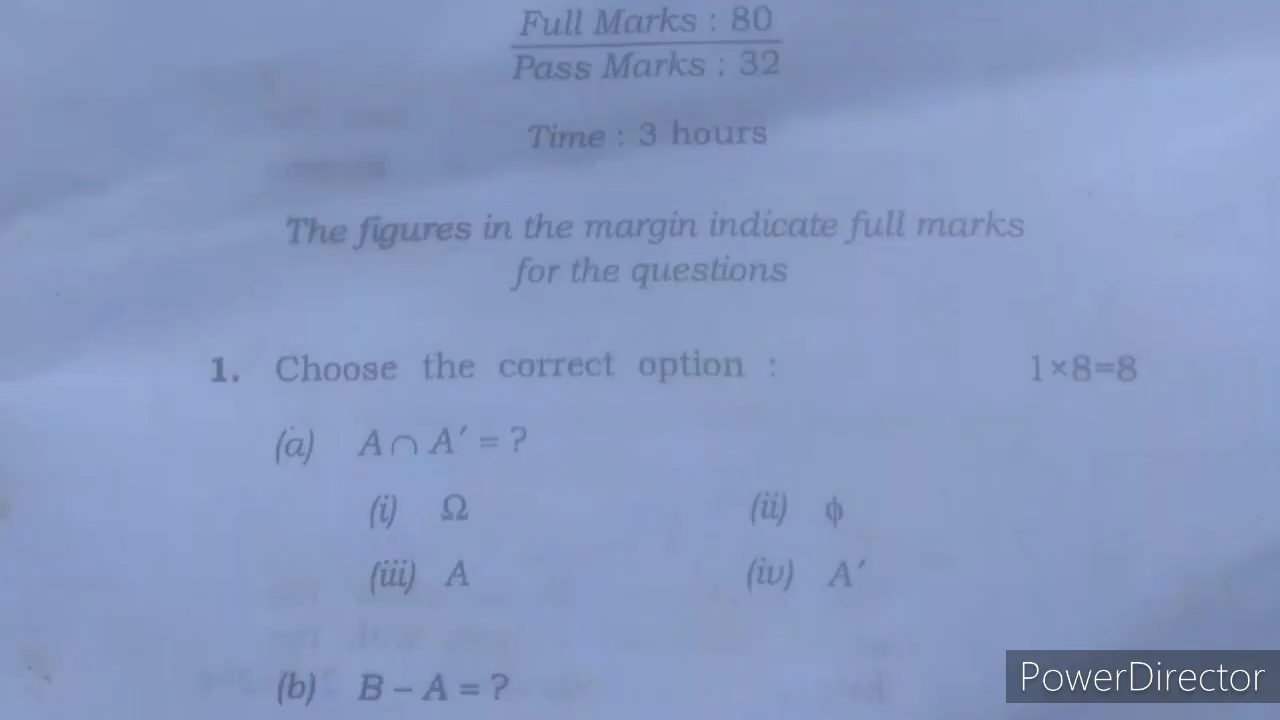 Full Marks : 80
Pass Marks : 32
Time : 3 hours
The figures in the margin indicate full marks
for the questions
1. Choose the correct option : 1×8=8
(a) A∩A′ = ?
(i) Ω (ii) ϕ
(iii) A (iv) A′
(b) B – A = ?
PowerDirector